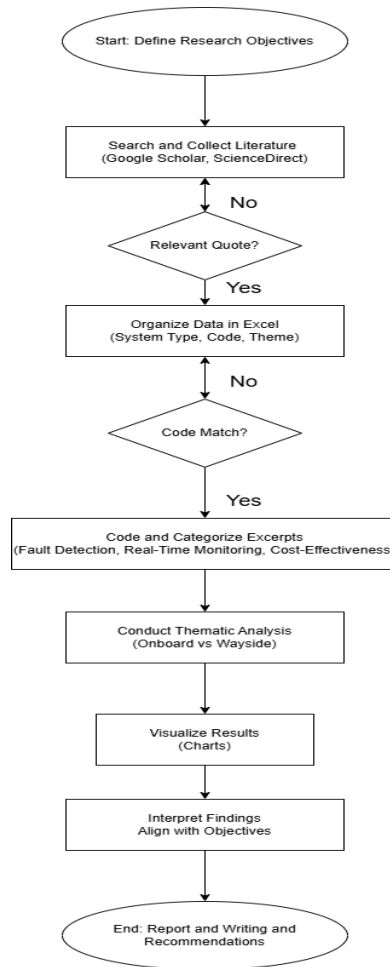 Start: Define Research Objectives
Search and Collect Literature
(Google Scholar, ScienceDirect)
No
Relevant Quote?
Yes
Organize Data in Excel
(System Type, Code, Theme)
No
Code Match?
Yes
Code and Categorize Excerpts
(Fault Detection, Real-Time Monitoring, Cost-Effectiveness
Conduct Thematic Analysis
(Onboard vs Wayside)
Visualize Results
(Charts)
Interpret Findings
Align with Objectives
End: Report and Writing and
Recommendations